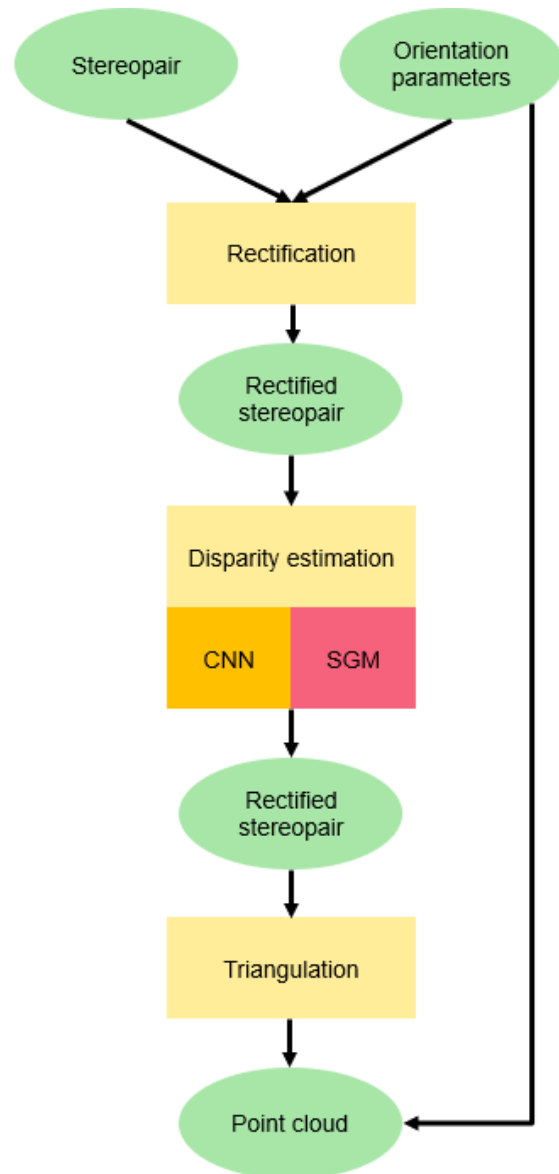 Stereopair
Orientation
parameters
Rectification
Rectified
stereopair
Disparity estimation
CNN
SGM
Rectified
stereopair
Triangulation
Point cloud